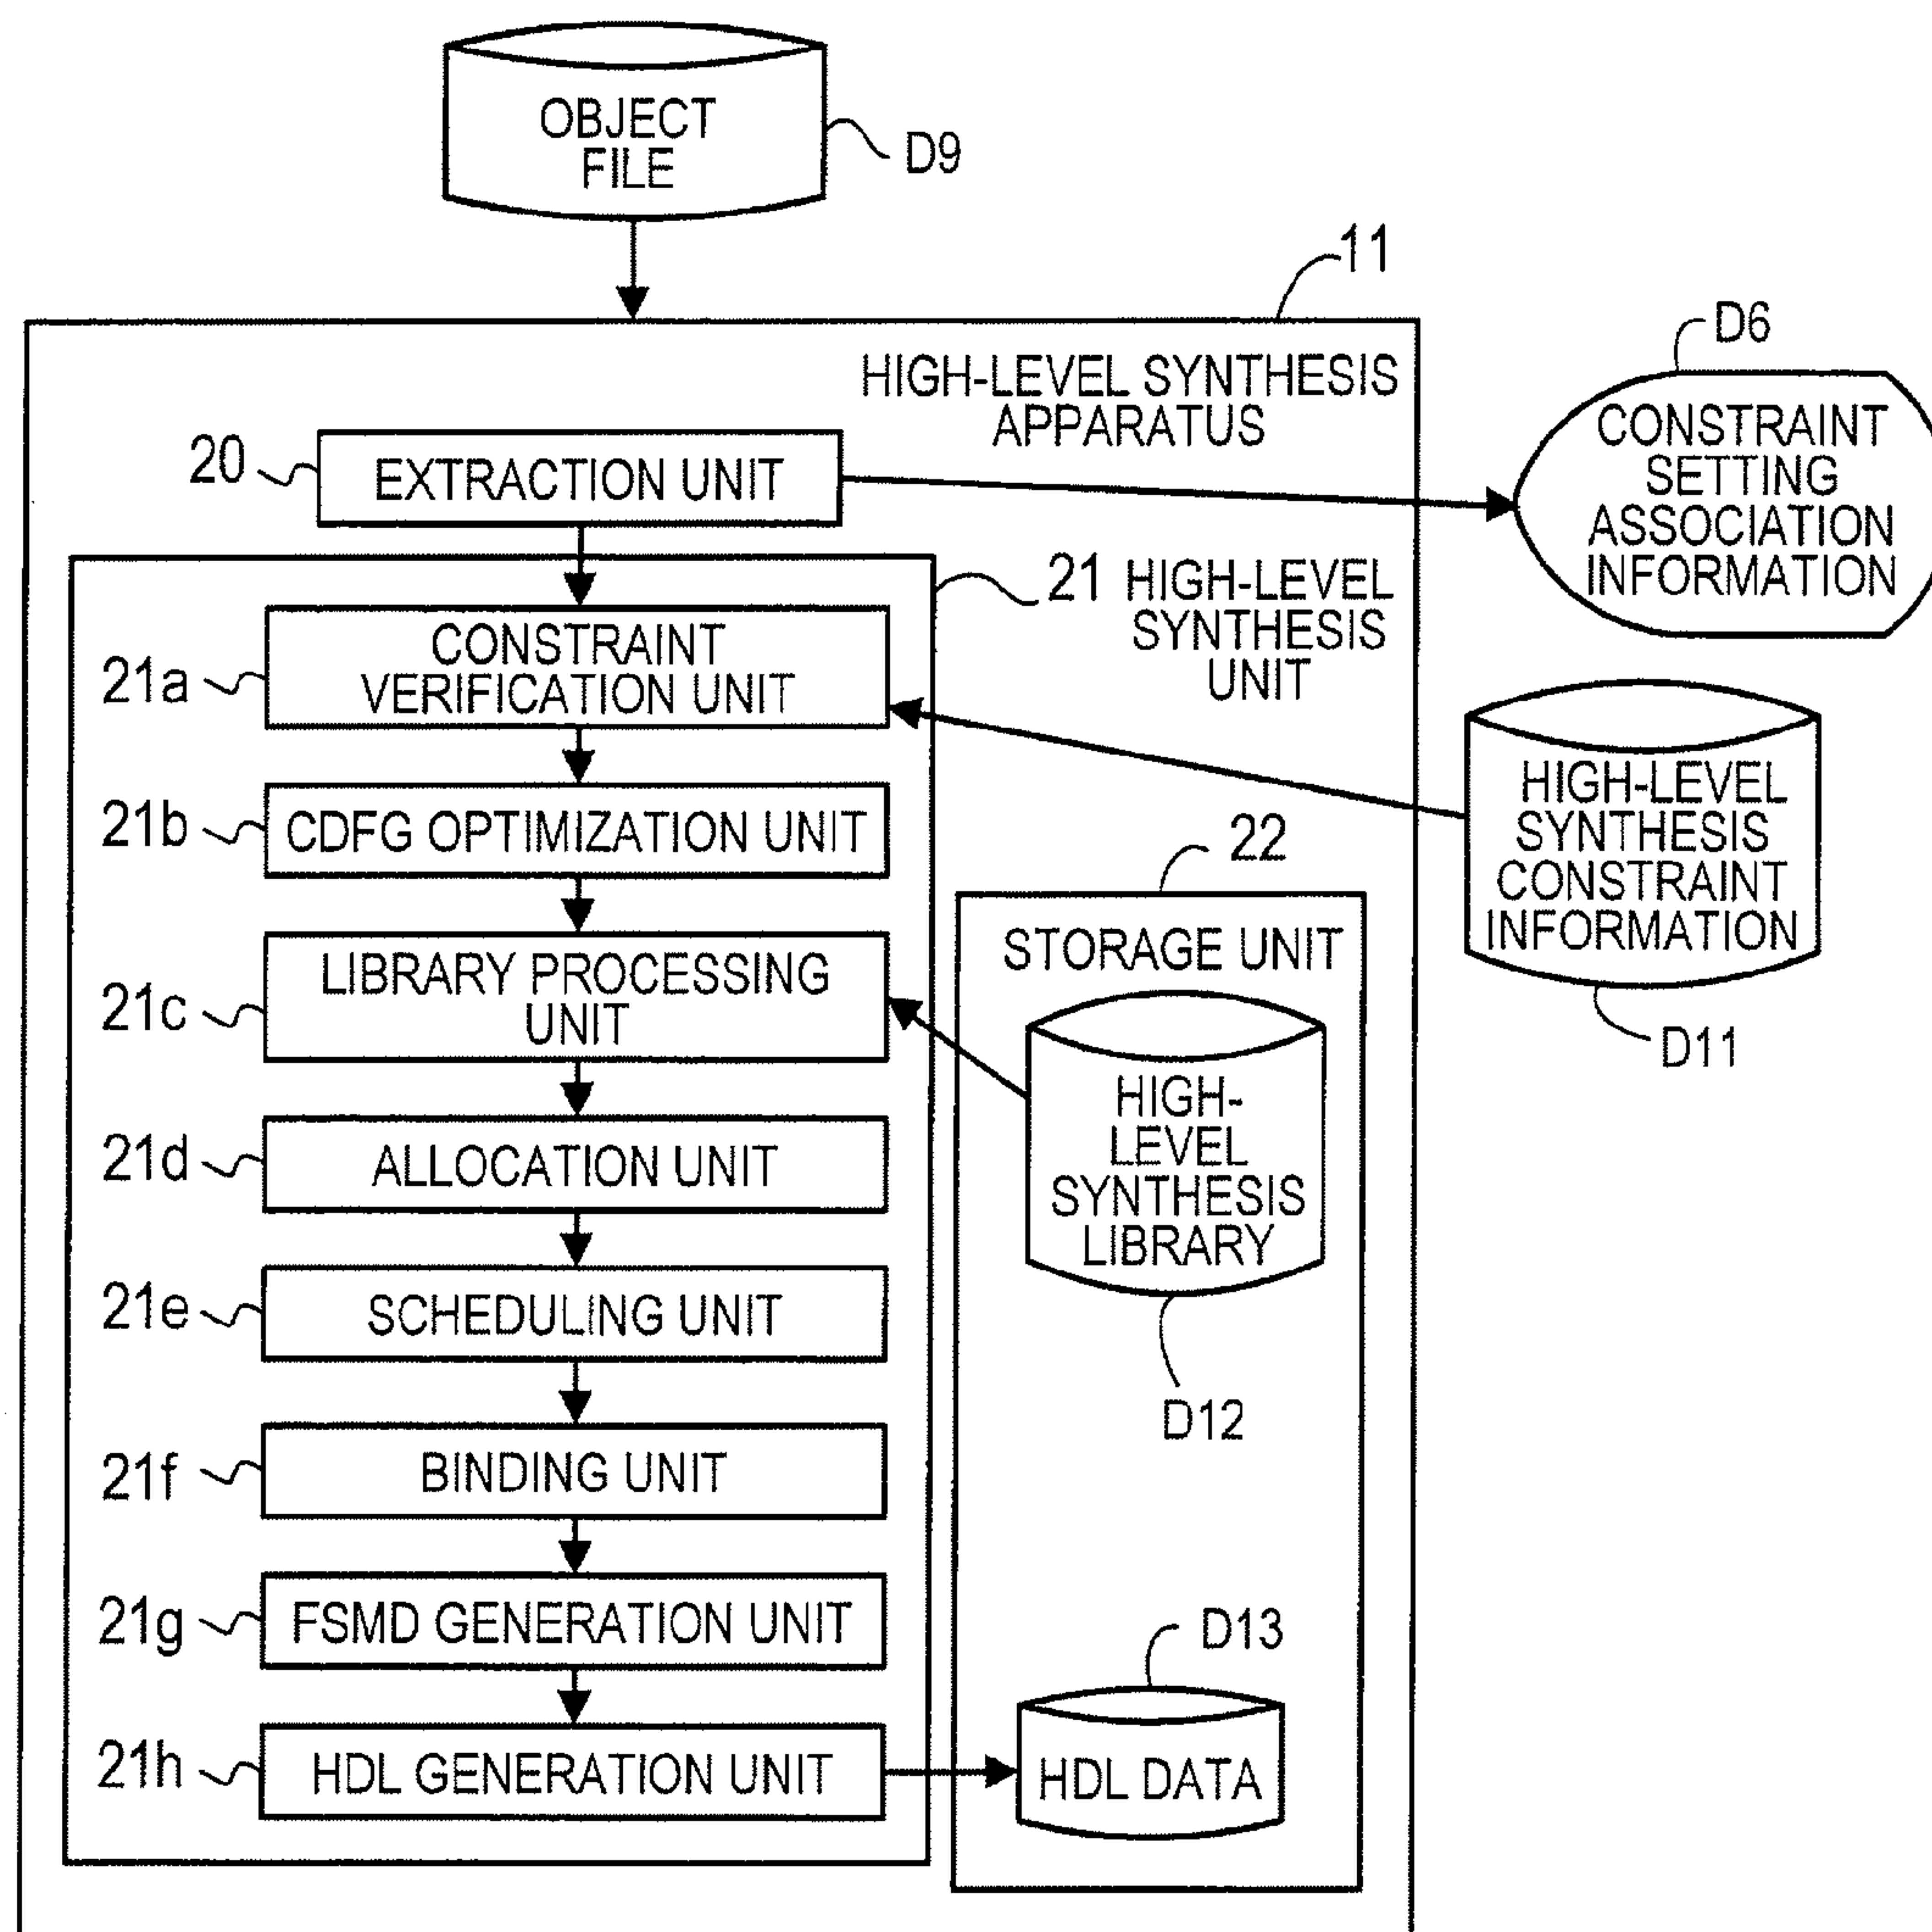 OBJECT
FILE
D9
11
HIGH-LEVEL SYNTHESIS
APPARATUS
D6
CONSTRAINT
SETTING
ASSOCIATION
INFORMATION
20
EXTRACTION UNIT
21
HIGH-LEVEL
SYNTHESIS
UNIT
21a
CONSTRAINT
VERIFICATION UNIT
HIGH-LEVEL
SYNTHESIS
CONSTRAINT
INFORMATION
D11
21b
CDFG OPTIMIZATION UNIT
22
STORAGE UNIT
21c
LIBRARY PROCESSING
UNIT
HIGH-
LEVEL
SYNTHESIS
LIBRARY
D12
21d
ALLOCATION UNIT
21e
SCHEDULING UNIT
21f
BINDING UNIT
21g
FSMD GENERATION UNIT
D13
21h
HDL GENERATION UNIT
HDL DATA